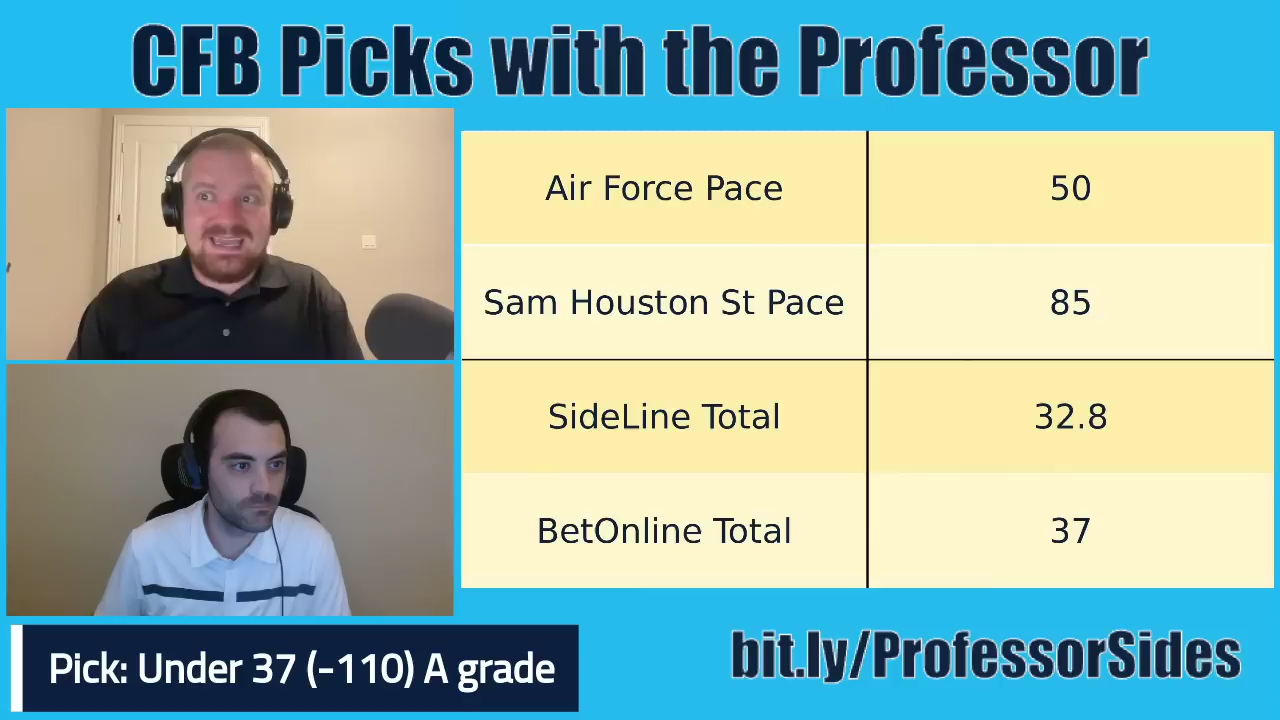 CFB Picks with the Professor
Air Force Pace 50
Sam Houston St Pace 85
SideLine Total 32.8
BetOnline Total 37
Pick: Under 37 (-110) A grade
bit.ly/ProfessorSides